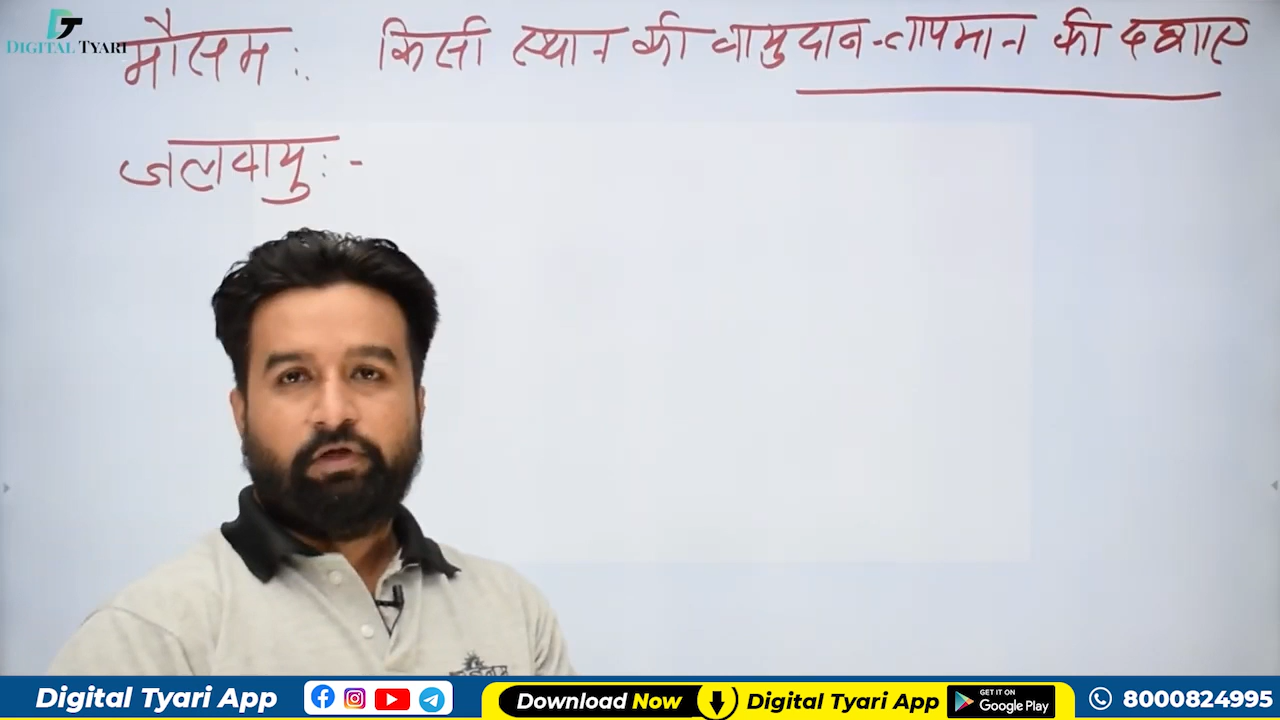 DIGITAL TYARI
मौसम :. किसी स्थान की वायुदान - तापमान की दशाए
जलवायु : -
Digital Tyari App
Download Now
Digital Tyari App
GET IT ON
Google Play
8000824995